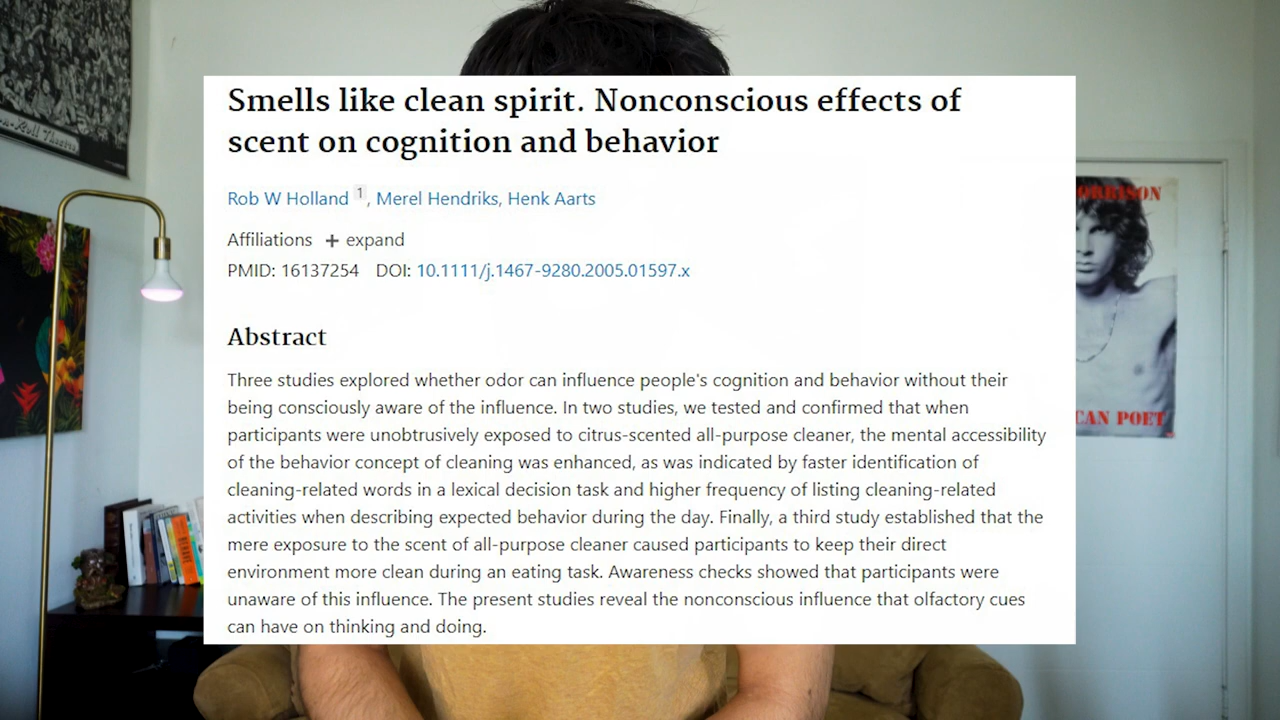 Smells like clean spirit. Nonconscious effects of
scent on cognition and behavior
Rob W Holland 1, Merel Hendriks, Henk Aarts
Affiliations + expand
PMID: 16137254 DOI: 10.1111/j.1467-9280.2005.01597.x
Abstract
Three studies explored whether odor can influence people's cognition and behavior without their
being consciously aware of the influence. In two studies, we tested and confirmed that when
participants were unobtrusively exposed to citrus-scented all-purpose cleaner, the mental accessibility
of the behavior concept of cleaning was enhanced, as was indicated by faster identification of
cleaning-related words in a lexical decision task and higher frequency of listing cleaning-related
activities when describing expected behavior during the day. Finally, a third study established that the
mere exposure to the scent of all-purpose cleaner caused participants to keep their direct
environment more clean during an eating task. Awareness checks showed that participants were
unaware of this influence. The present studies reveal the nonconscious influence that olfactory cues
can have on thinking and doing.
ORRISON
CAN POET